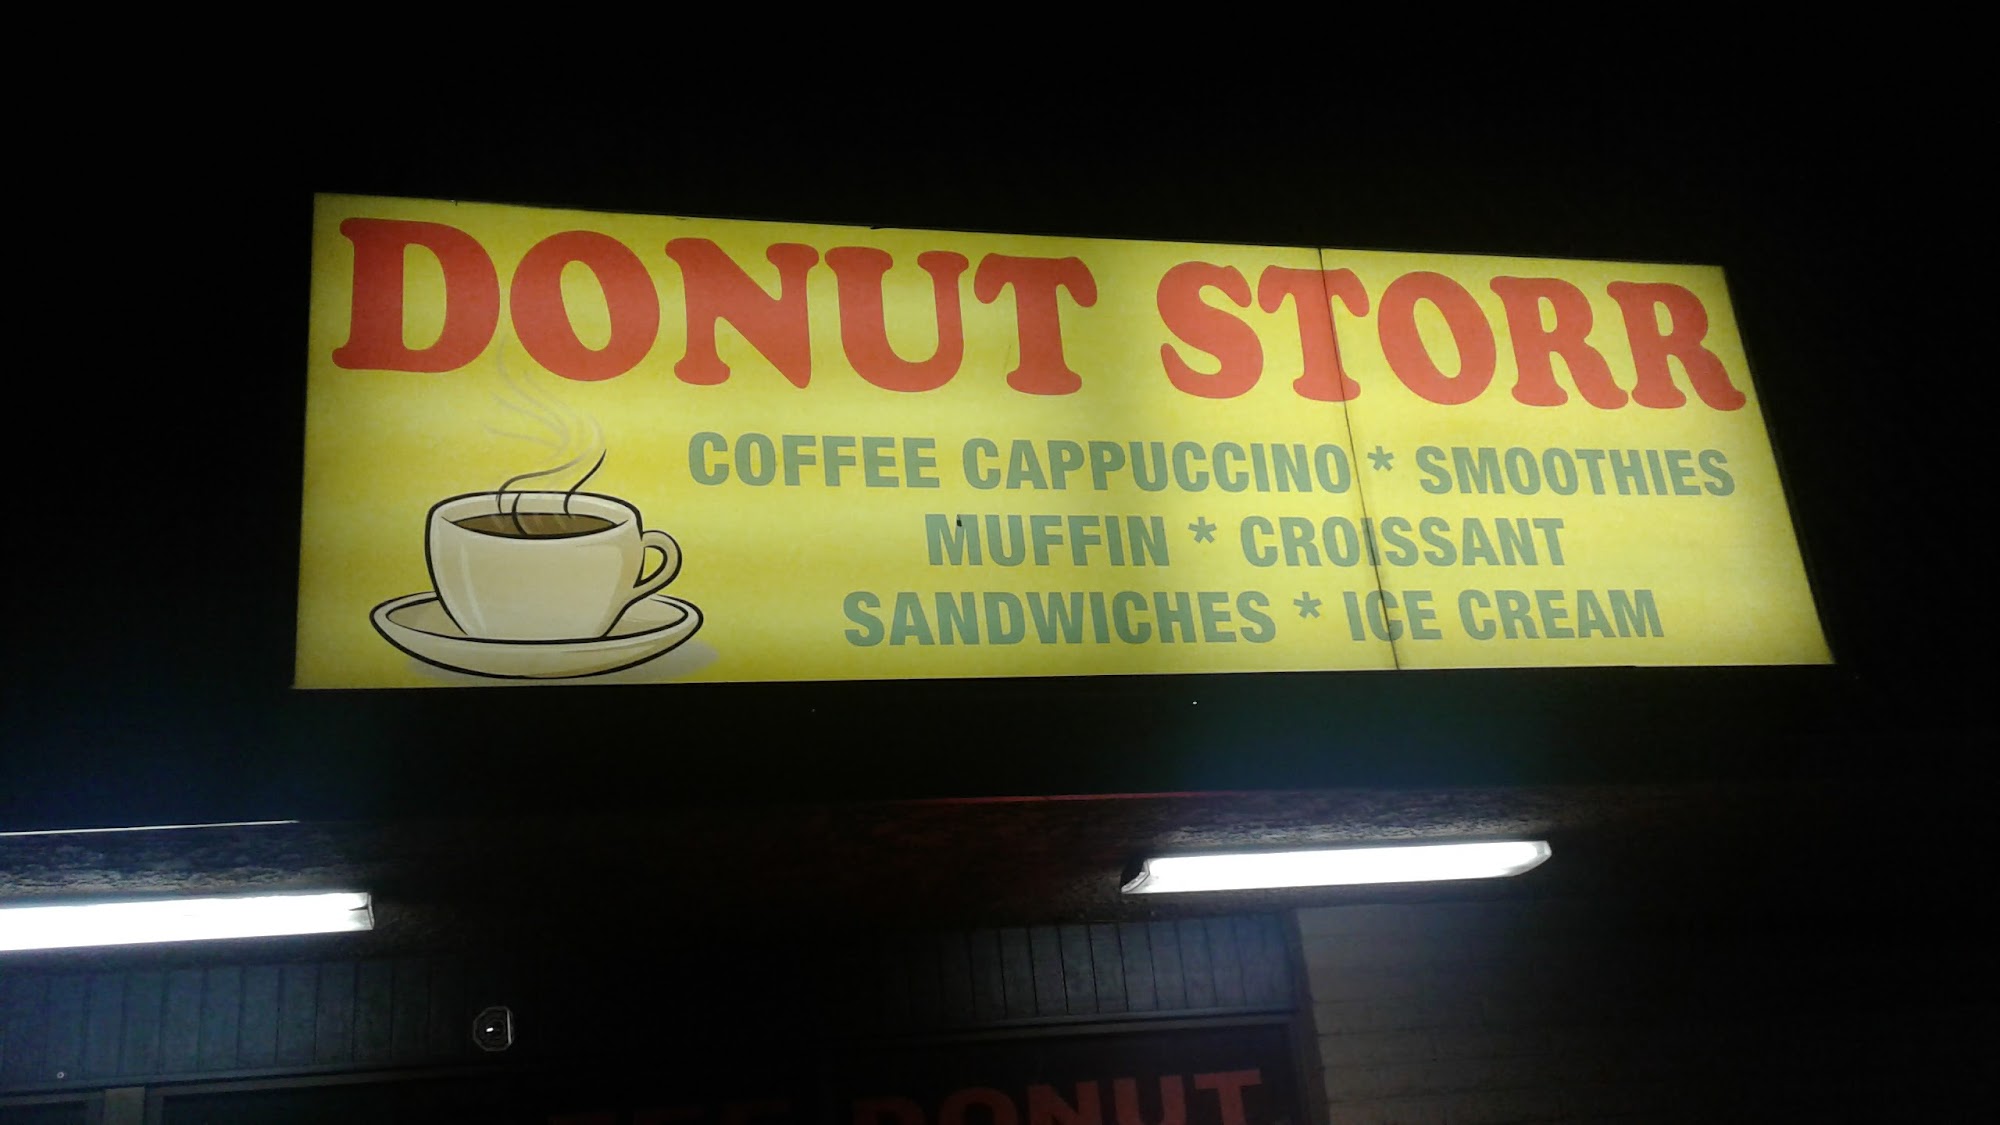 DONUT STORR
COFFEE CAPPUCCINO * SMOOTHIES
MUFFIN * CROISSANT
SANDWICHES * ICE CREAM
DONUT